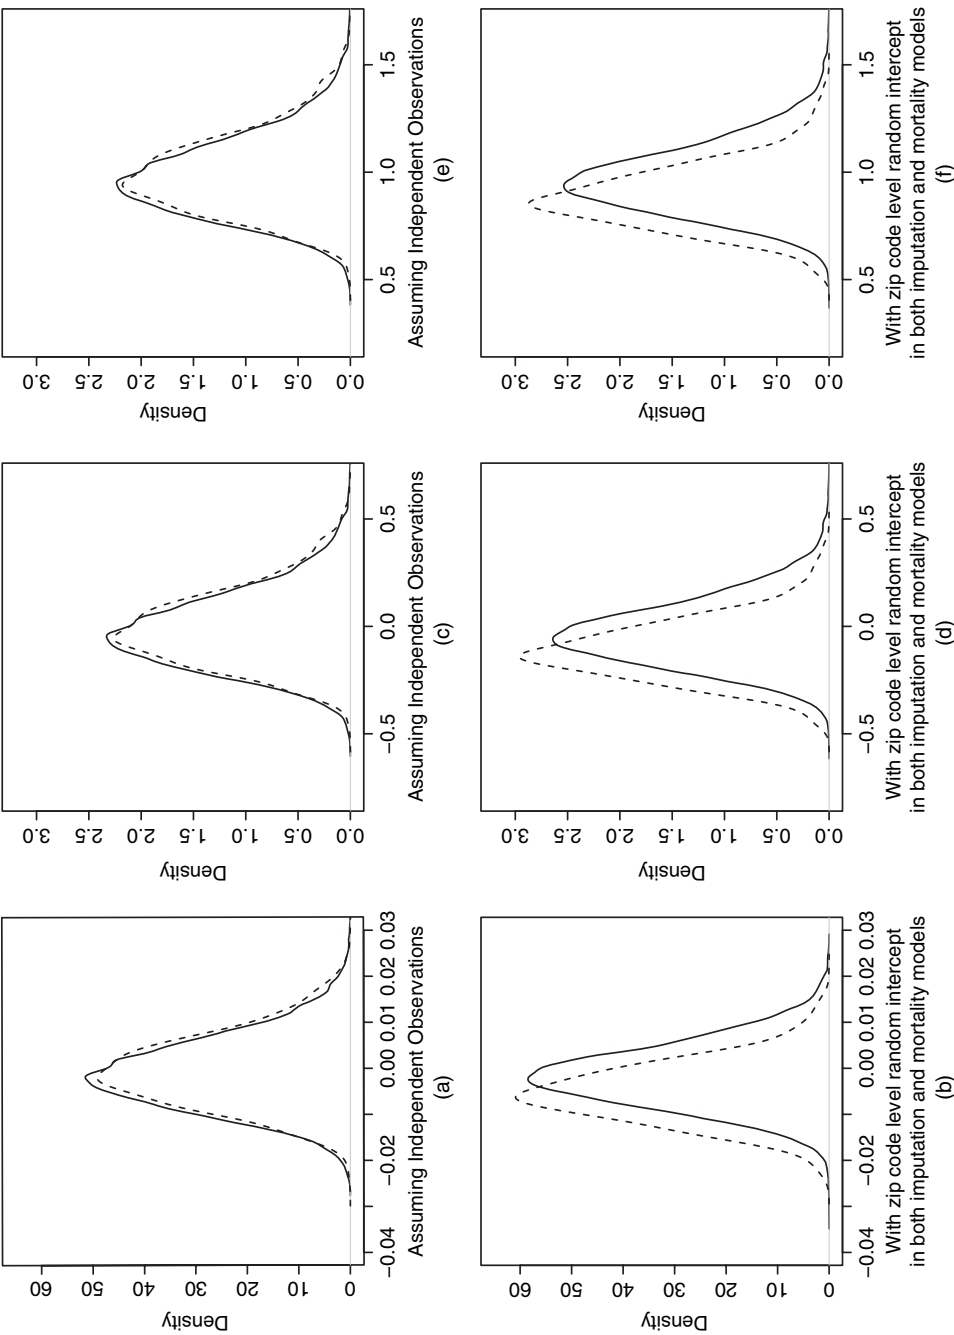 Density
0 10 20 30 40 50 60
−0.04 −0.02 0.00 0.01 0.02 0.03
Assuming Independent Observations
(a)
Density
0.0 0.5 1.0 1.5 2.0 2.5 3.0
−0.5 0.0 0.5
Assuming Independent Observations
(c)
Density
0.0 0.5 1.0 1.5 2.0 2.5 3.0
0.5 1.0 1.5
Assuming Independent Observations
(e)
Density
0 10 20 30 40 50 60
−0.04 −0.02 0.00 0.01 0.02 0.03
With zip code level random intercept
in both imputation and mortality models
(b)
Density
0.0 0.5 1.0 1.5 2.0 2.5 3.0
−0.5 0.0 0.5
With zip code level random intercept
in both imputation and mortality models
(d)
Density
0.0 0.5 1.0 1.5 2.0 2.5 3.0
0.5 1.0 1.5
With zip code level random intercept
in both imputation and mortality models
(f)